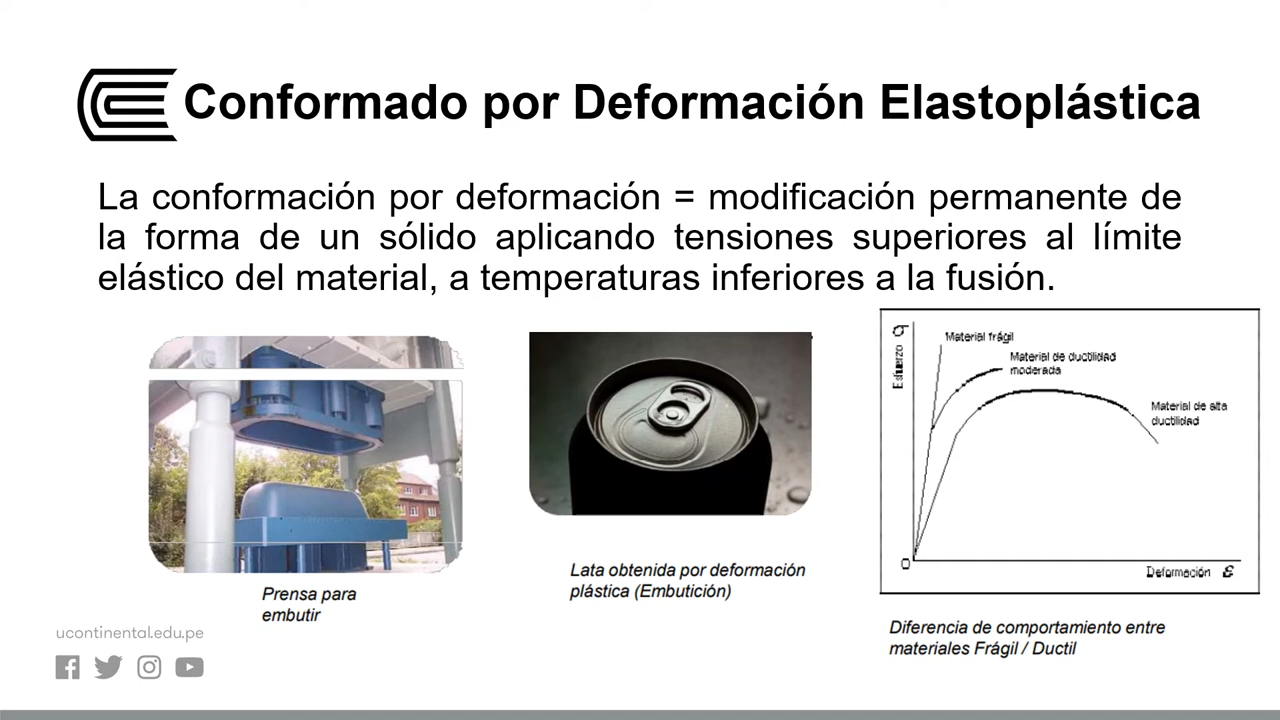 Conformado por Deformación Elastoplástica
La conformación por deformación = modificación permanente de
la forma de un sólido aplicando tensiones superiores al límite
elástico del material, a temperaturas inferiores a la fusión.
Prensa para
embutir
Lata obtenida por deformación
plástica (Embutición)
Esfuerzo σ
Material frágil
Material de ductilidad
moderada
Material de alta
ductilidad
O
Deformación ε
Diferencia de comportamiento entre
materiales Frágil / Ductil
ucontinental.edu.pe